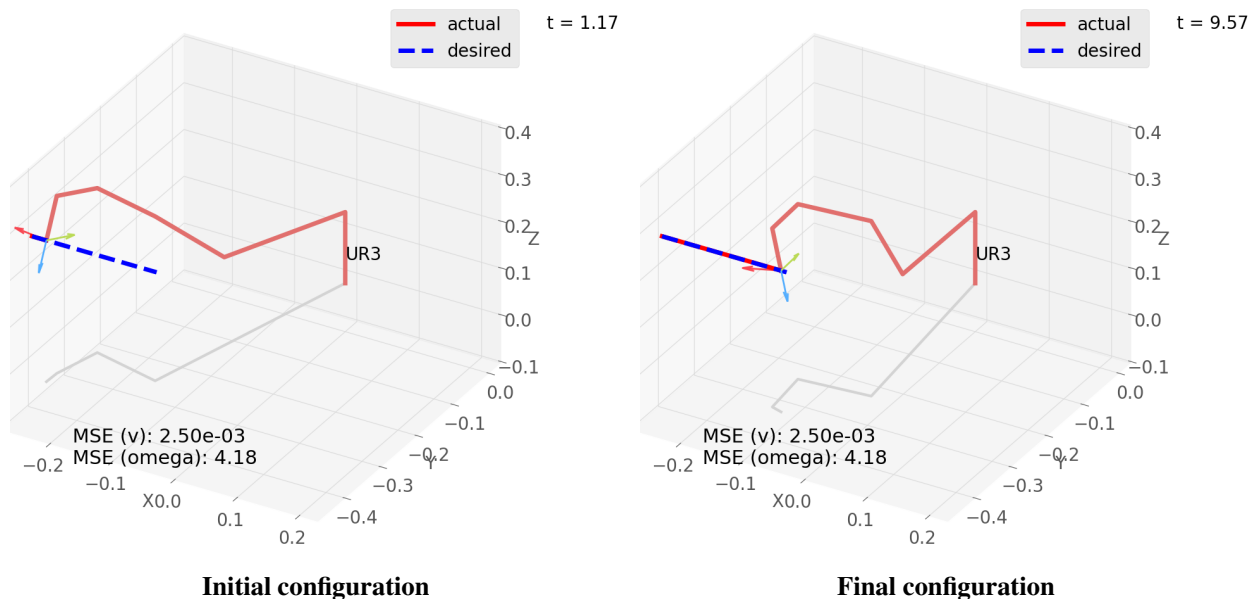 actual
desired
t = 1.17
0.4
0.3
0.2
Z
0.1
0.0
−0.1
UR3
0.0
−0.1
−0.2
Y
−0.3
−0.4
MSE (v): 2.50e-03
MSE (omega): 4.18
−0.2
−0.1
X
0.0
0.1
0.2
Initial configuration
actual
desired
t = 9.57
0.4
0.3
0.2
Z
0.1
0.0
−0.1
UR3
0.0
−0.1
−0.2
Y
−0.3
−0.4
MSE (v): 2.50e-03
MSE (omega): 4.18
−0.2
−0.1
X
0.0
0.1
0.2
Final configuration